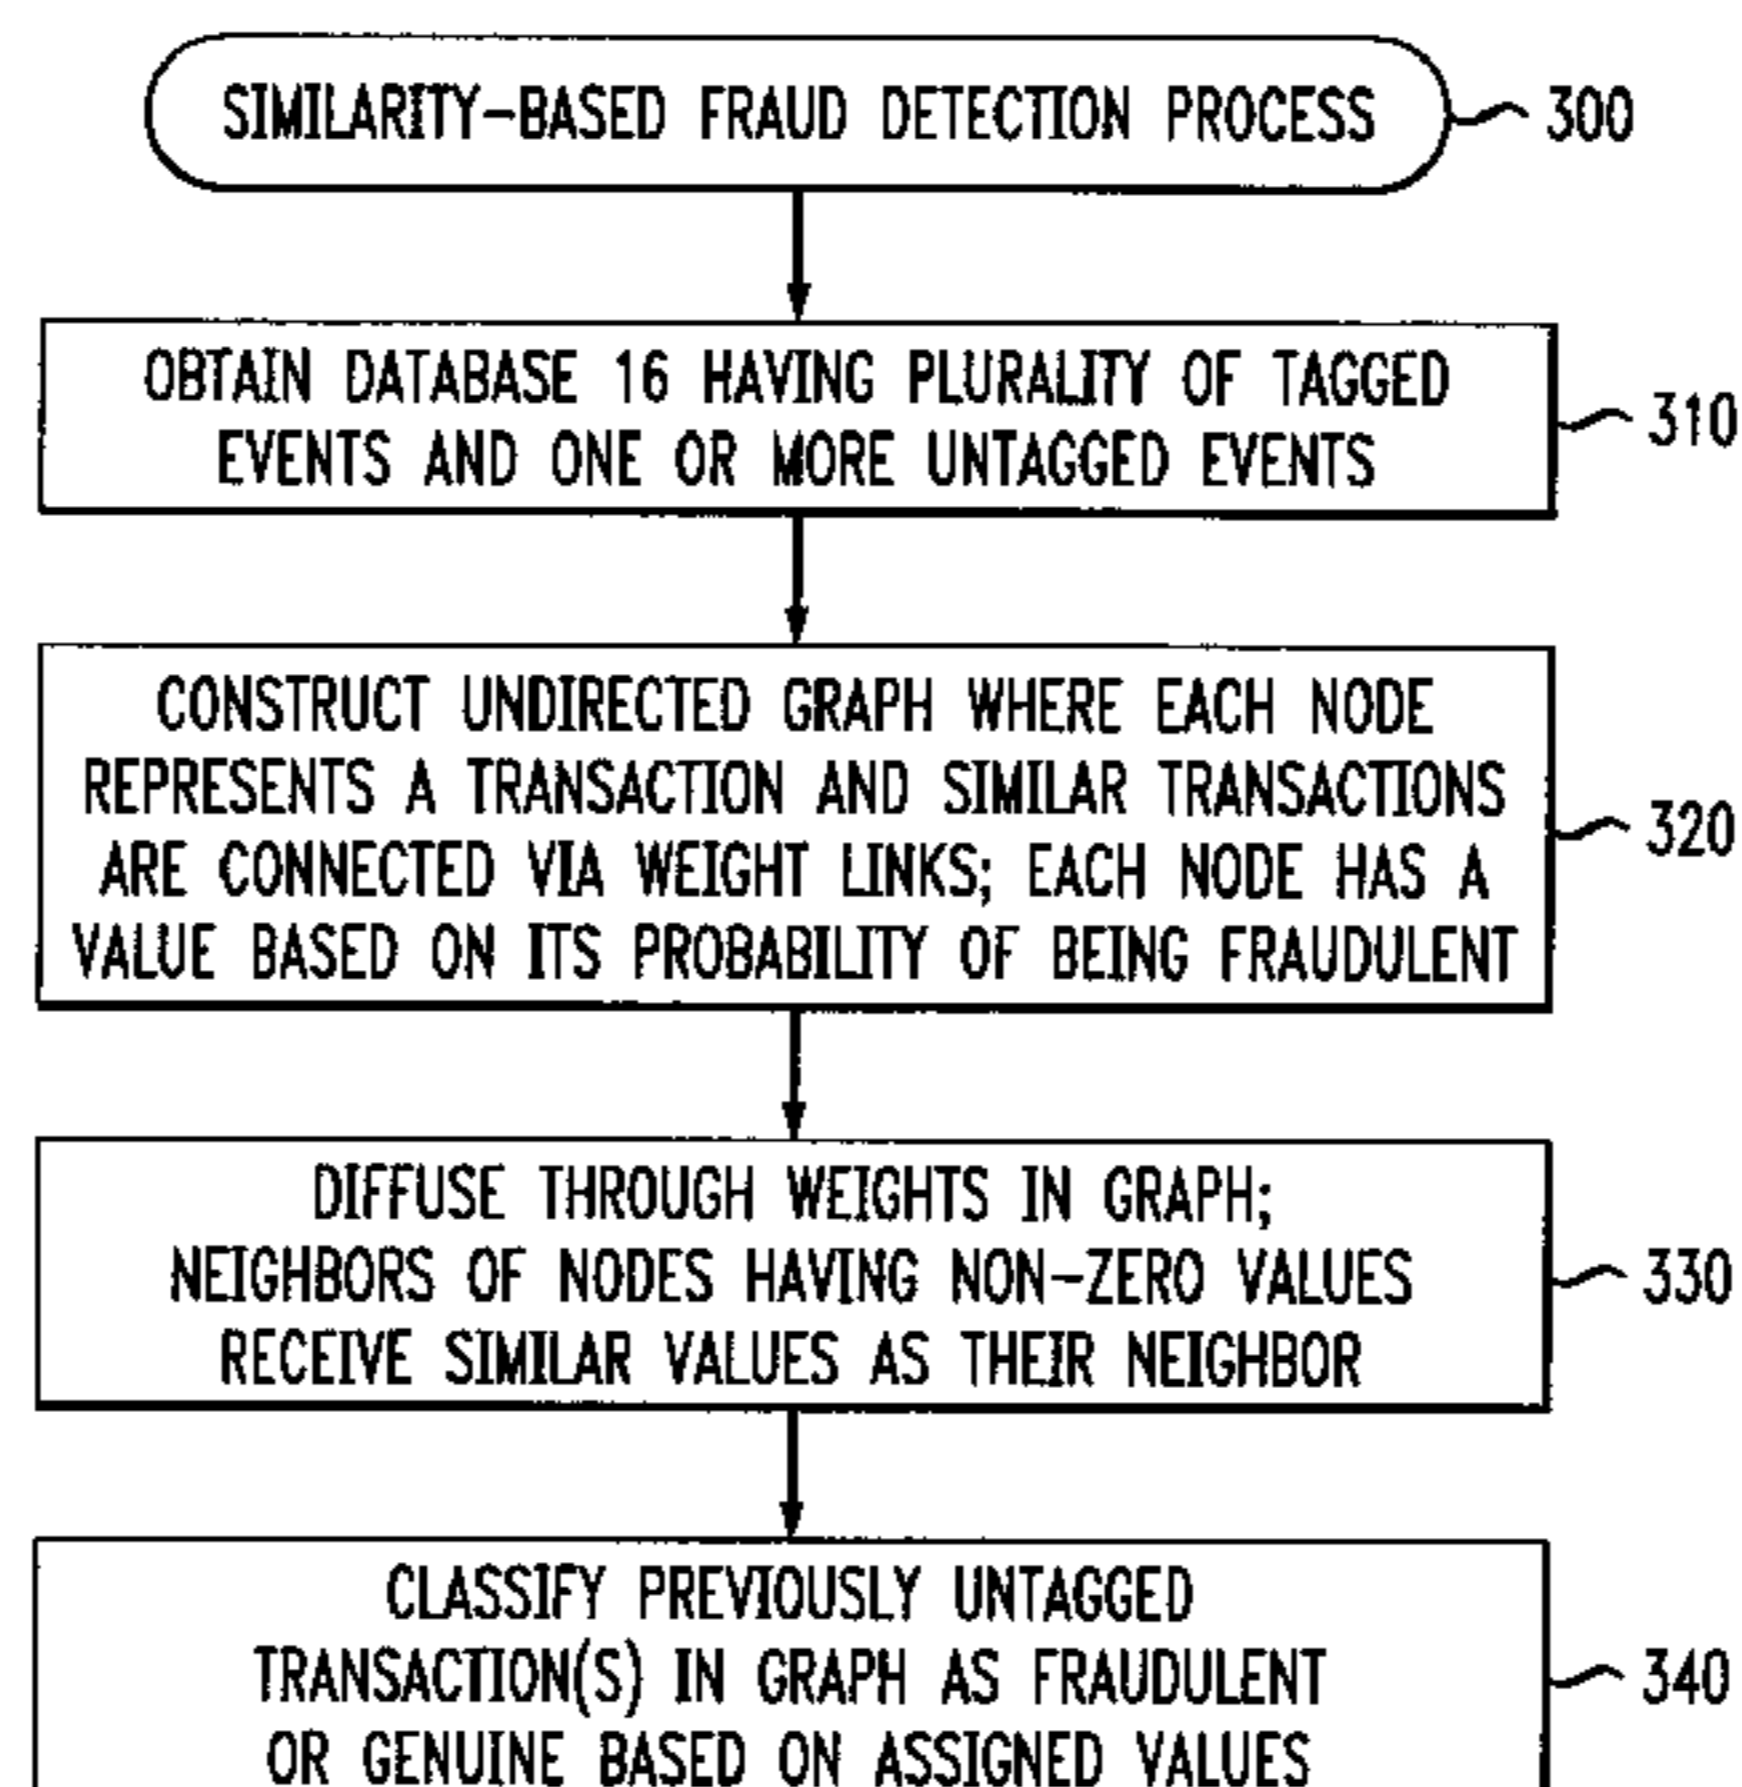 SIMILARITY-BASED FRAUD DETECTION PROCESS
300
OBTAIN DATABASE 16 HAVING PLURALITY OF TAGGED
EVENTS AND ONE OR MORE UNTAGGED EVENTS
310
CONSTRUCT UNDIRECTED GRAPH WHERE EACH NODE
REPRESENTS A TRANSACTION AND SIMILAR TRANSACTIONS
ARE CONNECTED VIA WEIGHT LINKS; EACH NODE HAS A
VALUE BASED ON ITS PROBABILITY OF BEING FRAUDULENT
320
DIFFUSE THROUGH WEIGHTS IN GRAPH;
NEIGHBORS OF NODES HAVING NON-ZERO VALUES
RECEIVE SIMILAR VALUES AS THEIR NEIGHBOR
330
CLASSIFY PREVIOUSLY UNTAGGED
TRANSACTION(S) IN GRAPH AS FRAUDULENT
OR GENUINE BASED ON ASSIGNED VALUES
340